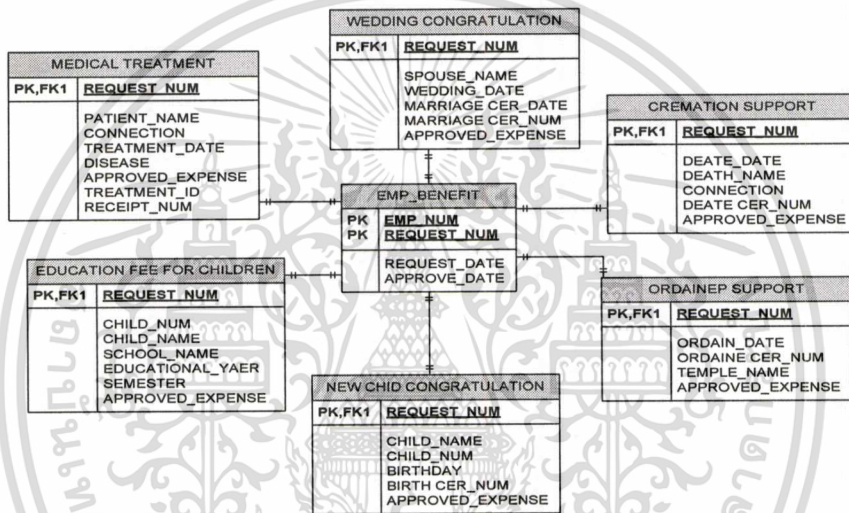 WEDDING CONGRATULATION
PK,FK1 REQUEST_NUM
SPOUSE_NAME
WEDDING_DATE
MARRIAGE CER_DATE
MARRIAGE CER_NUM
APPROVED_EXPENSE
MEDICAL TREATMENT
PK,FK1 REQUEST_NUM
PATIENT_NAME
CONNECTION
TREATMENT_DATE
DISEASE
APPROVED_EXPENSE
TREATMENT_ID
RECEIPT_NUM
CREMATION SUPPORT
PK,FK1 REQUEST_NUM
DEATE_DATE
DEATH_NAME
CONNECTION
DEATE CER_NUM
APPROVED_EXPENSE
EMP_BENEFIT
PK EMP_NUM
PK REQUEST_NUM
REQUEST_DATE
APPROVE_DATE
EDUCATION FEE FOR CHILDREN
PK,FK1 REQUEST_NUM
CHILD_NUM
CHILD_NAME
SCHOOL_NAME
EDUCATIONAL_YAER
SEMESTER
APPROVED_EXPENSE
ORDAINEP SUPPORT
PK,FK1 REQUEST_NUM
ORDAIN_DATE
ORDAINE CER_NUM
TEMPLE_NAME
APPROVED_EXPENSE
NEW CHID CONGRATULATION
PK,FK1 REQUEST_NUM
CHILD_NAME
CHILD_NUM
BIRTHDAY
BIRTH CER_NUM
APPROVED_EXPENSE